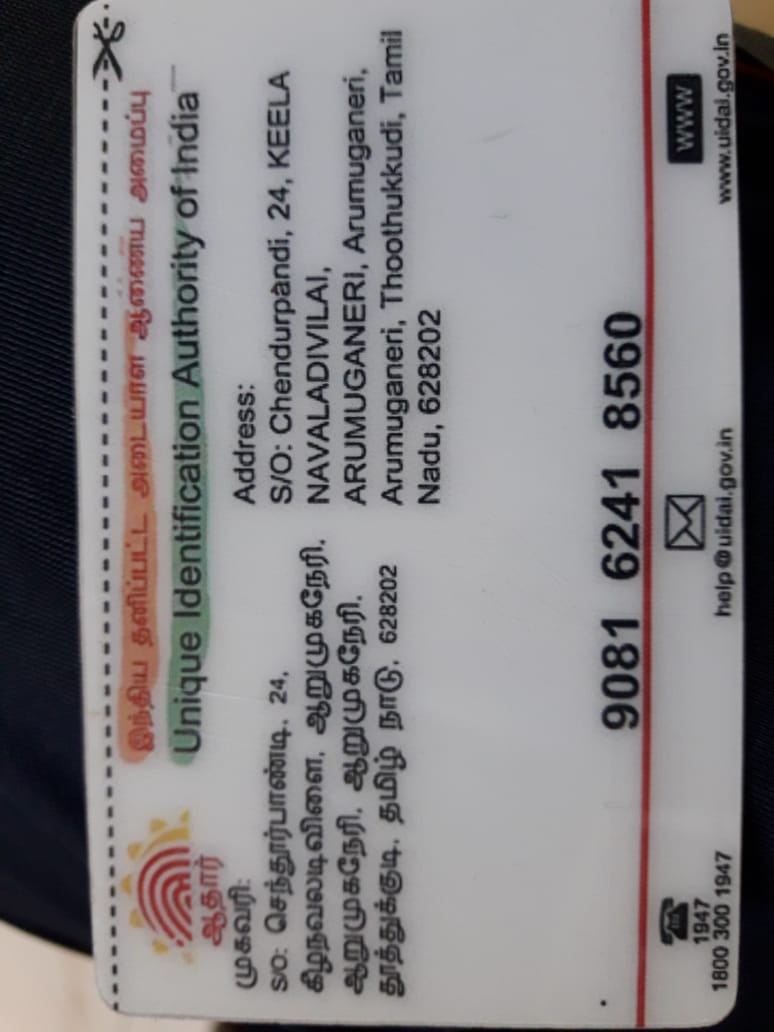 இந்திய தனிப்பட்ட அடையாள ஆணைய அமைப்பு
Unique Identification Authority of India
ஆதார்
முகவரி:
S/O: செந்தூர்பாண்டி, 24,
கீழநவலடிவிளை, ஆறுமுகநேரி,
ஆறுமுகநேரி, ஆறுமுகநேரி,
தூத்துக்குடி, தமிழ் நாடு, 628202
Address:
S/O: Chendurpandi, 24, KEELA
NAVALADIVILAI,
ARUMUGANERI, Arumuganeri,
Arumuganeri, Thoothukkudi, Tamil
Nadu, 628202
9081 6241 8560
1947
1800 300 1947
help@uidai.gov.in
WWW
www.uidai.gov.in